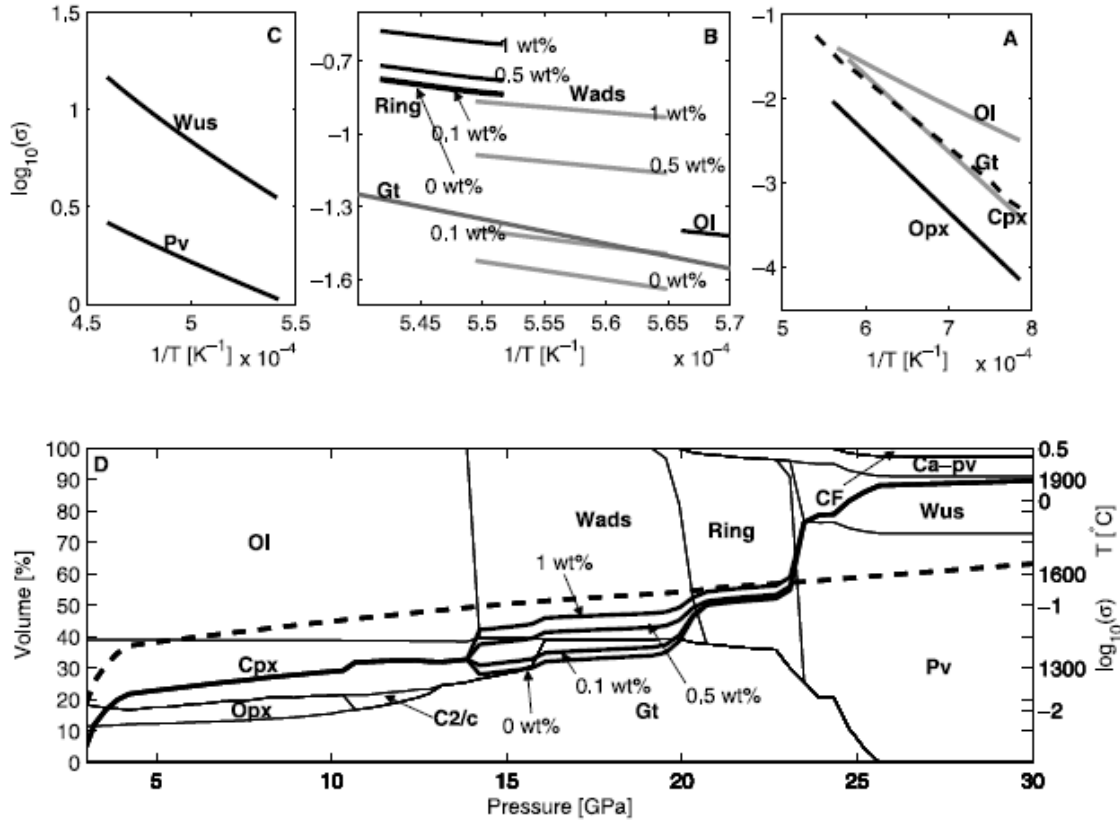 C
B
A
1.5
1
0.5
0
log10(σ)
Wus
Pv
4.5 5 5.5
1/T [K−1] × 10−4
−0.7
−1
−1.3
−1.6
1 wt%
0.5 wt%
Ring
Wads
0,1 wt%
1 wt%
0 wt%
0.5 wt%
Gt
Ol
0.1 wt%
0 wt%
5.45 5.5 5.55 5.6 5.65 5.7
1/T [K−1] × 10−4
−1
−2
−3
−4
Ol
Gt
Cpx
Opx
5 6 7 8
1/T [K−1] × 10−4
D
100
90
80
70
60
50
40
30
20
10
0
Volume [%]
Ol
Wads
Ring
CF
Ca−pv
Wus
1 wt%
Cpx
0.1 wt%
0,5 wt%
Pv
Opx
C2/c
0 wt%
Gt
0.5
1900
0
1600
−1
1300
−2
T [°C]
log10(σ)
5 10 15 20 25 30
Pressure [GPa]